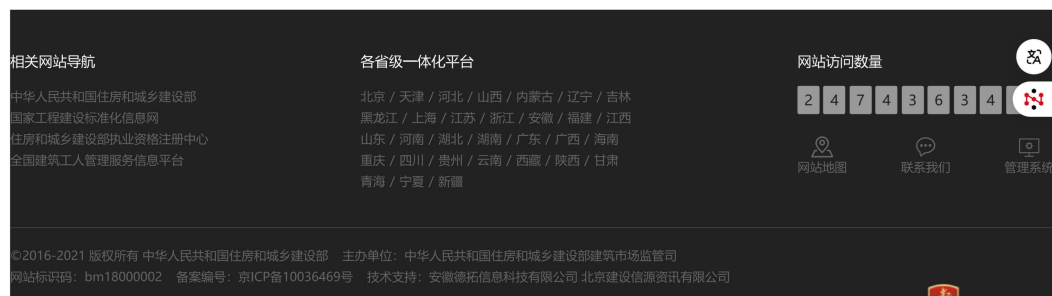 相关网站导航
中华人民共和国住房和城乡建设部
国家工程建设标准化信息网
住房和城乡建设部执业资格注册中心
全国建筑工人管理服务信息平台
各省级一体化平台
北京 / 天津 / 河北 / 山西 / 内蒙古 / 辽宁 / 吉林
黑龙江 / 上海 / 江苏 / 浙江 / 安徽 / 福建 / 江西
山东 / 河南 / 湖北 / 湖南 / 广东 / 广西 / 海南
重庆 / 四川 / 贵州 / 云南 / 西藏 / 陕西 / 甘肃
青海 / 宁夏 / 新疆
网站访问数量
2 4 7 4 3 6 3 4
网站地图
联系我们
管理系统
©2016-2021 版权所有 中华人民共和国住房和城乡建设部 主办单位：中华人民共和国住房和城乡建设部建筑市场监管司
网站标识码：bm18000002 备案编号：京ICP备10036469号 技术支持：安徽德拓信息科技有限公司 北京建设信源资讯有限公司